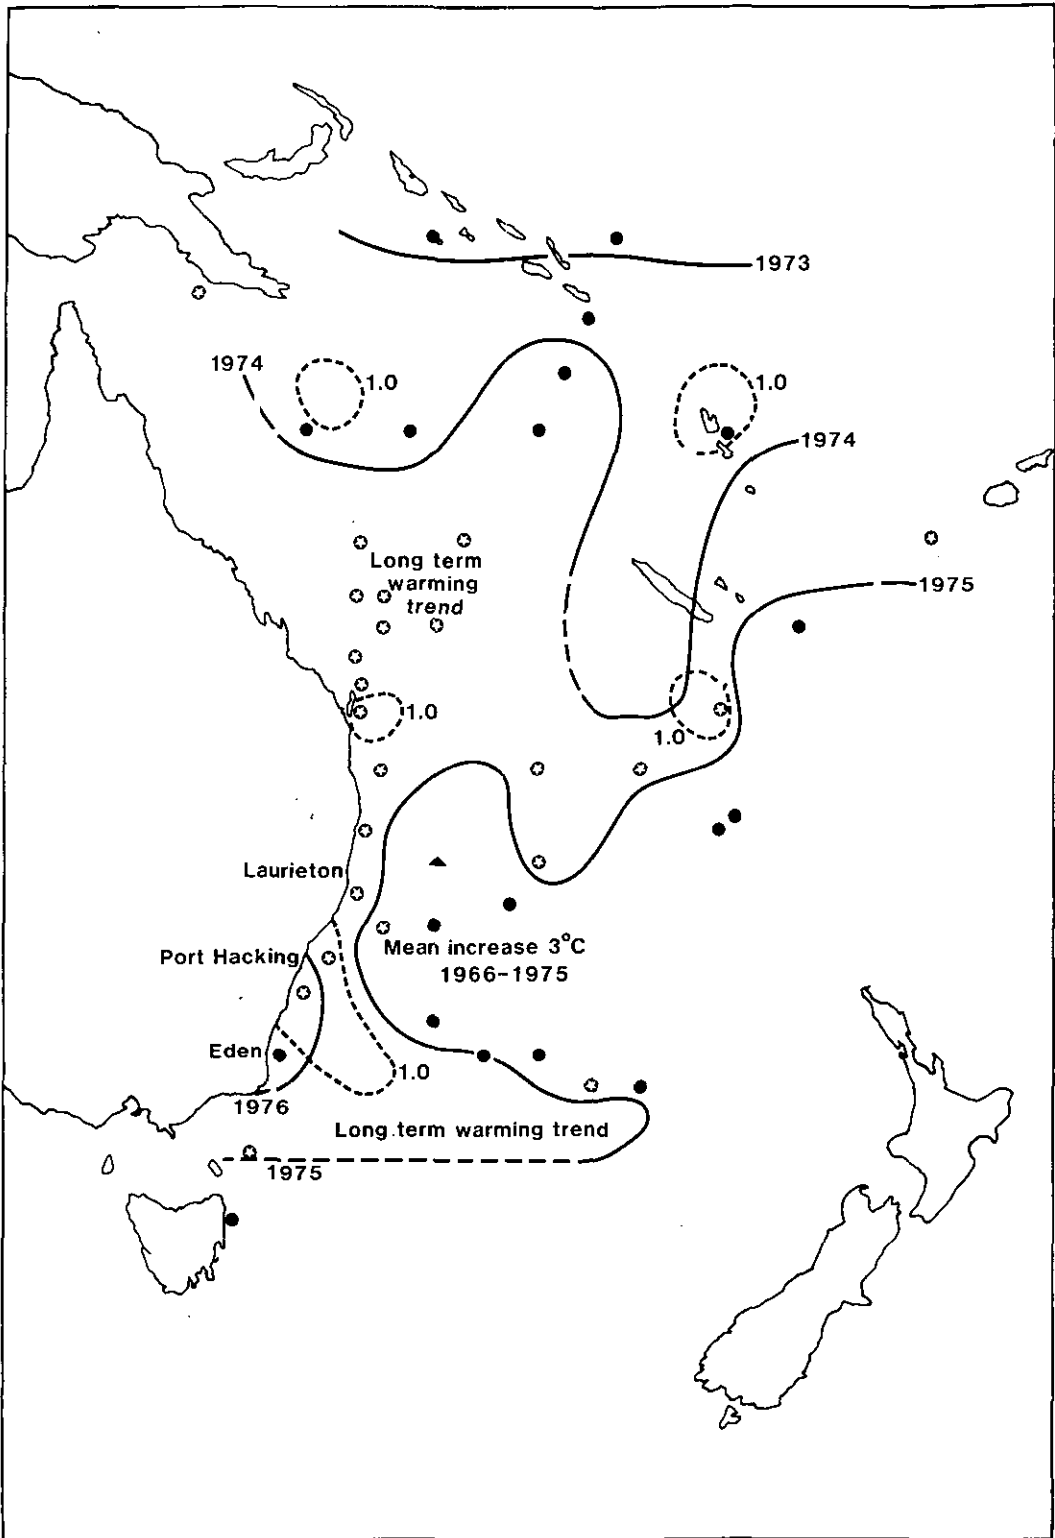 1973
1974
1.0
1.0
1974
Long term
warming
trend
1975
1.0
1.0
Laurieton
Mean increase 3°C
1966-1975
Port Hacking
Eden
1.0
1976
Long term warming trend
1975